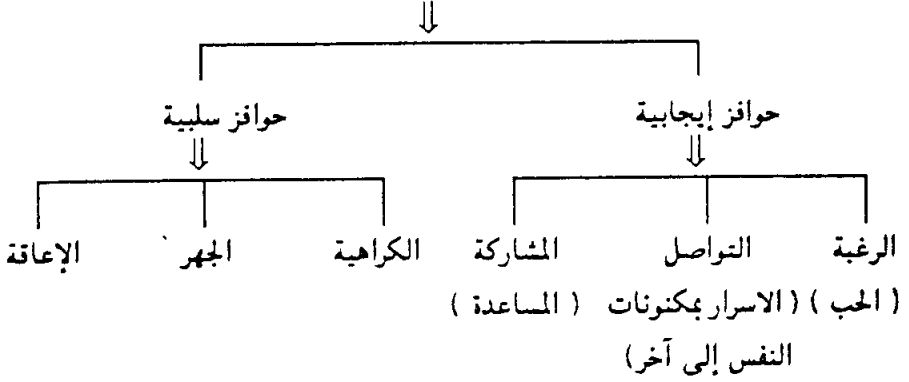 حوافز إيجابية حوافز سلبية
الرغبة التواصل المشاركة الكراهية الجهر الإعاقة
( الحب ) ( الاسرار بمكنونات ( المساعدة )
النفس إلى آخر)